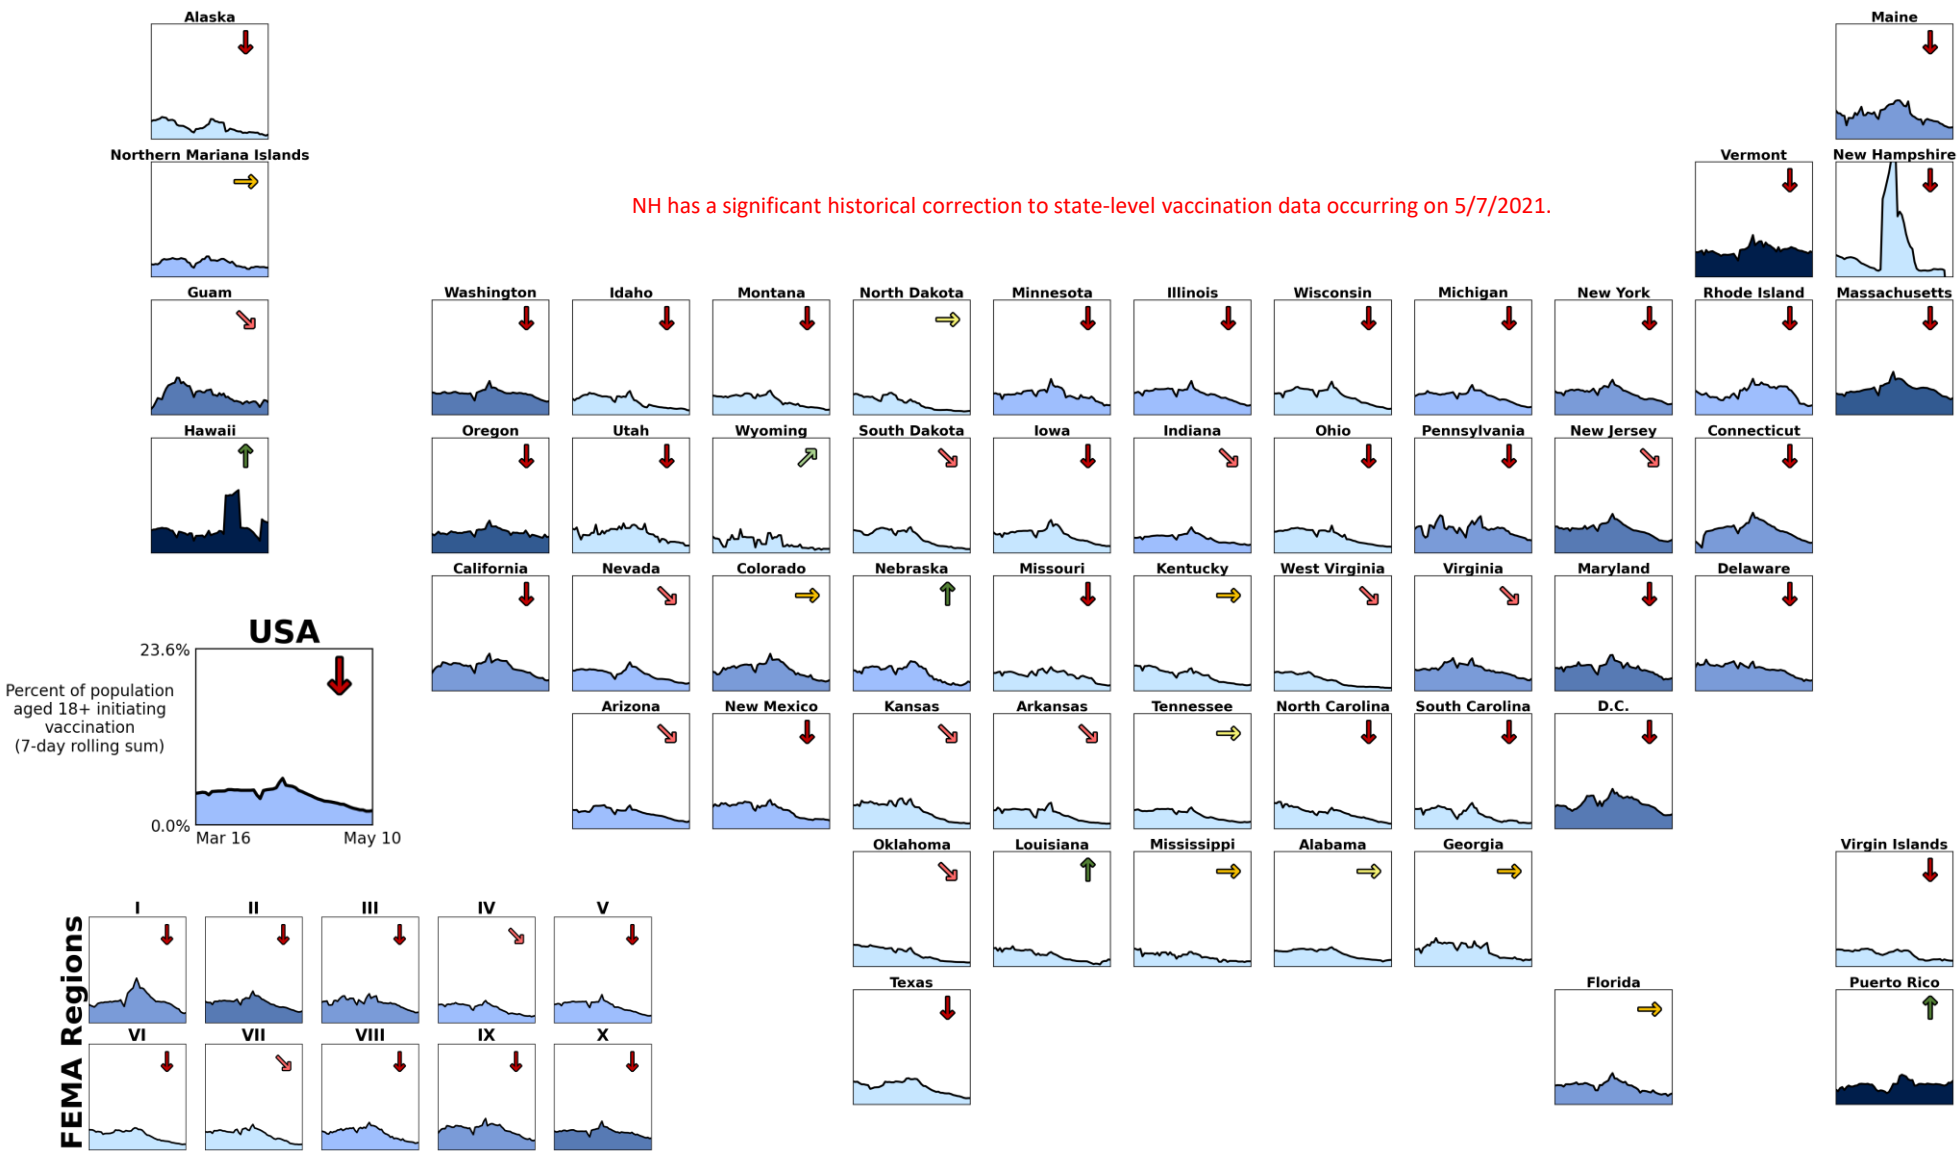 Alaska
Maine
Northern Mariana Islands
Vermont
New Hampshire
NH has a significant historical correction to state-level vaccination data occurring on 5/7/2021.
Guam
Washington
Idaho
Montana
North Dakota
Minnesota
Illinois
Wisconsin
Michigan
New York
Rhode Island
Massachusetts
Hawaii
Oregon
Utah
Wyoming
South Dakota
Iowa
Indiana
Ohio
Pennsylvania
New Jersey
Connecticut
California
Nevada
Colorado
Nebraska
Missouri
Kentucky
West Virginia
Virginia
Maryland
Delaware
USA
23.6%
Percent of population
aged 18+ initiating
vaccination
(7-day rolling sum)
0.0%
Mar 16
May 10
Arizona
New Mexico
Kansas
Arkansas
Tennessee
North Carolina
South Carolina
D.C.
Oklahoma
Louisiana
Mississippi
Alabama
Georgia
Virgin Islands
FEMA Regions
I
II
III
IV
V
VI
VII
VIII
IX
X
Texas
Florida
Puerto Rico